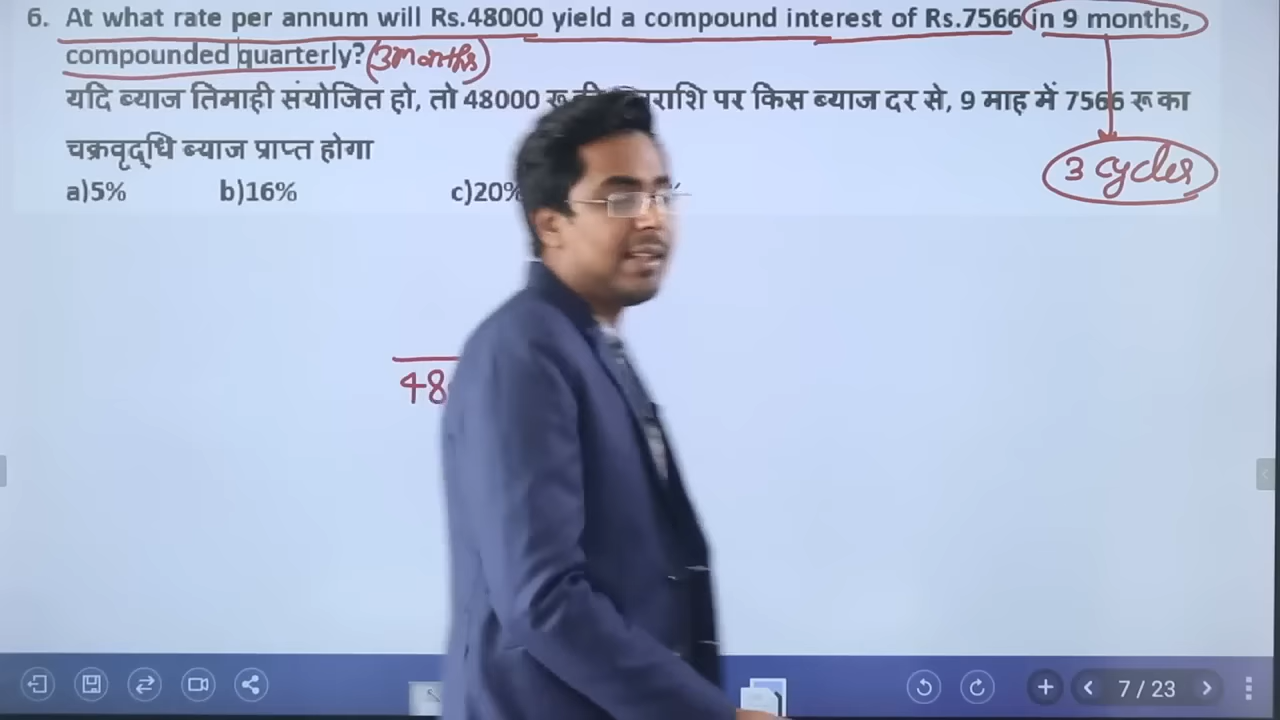 6. At what rate per annum will Rs.48000 yield a compound interest of Rs.7566 in 9 months,
compounded quarterly? (3months)
यदि ब्याज तिमाही संयोजित हो, तो 48000 रू राशि पर किस ब्याज दर से, 9 माह में 7566 रू का
चक्रवृद्धि ब्याज प्राप्त होगा
3 cycles
a)5% b)16% c)20%
48
7 / 23